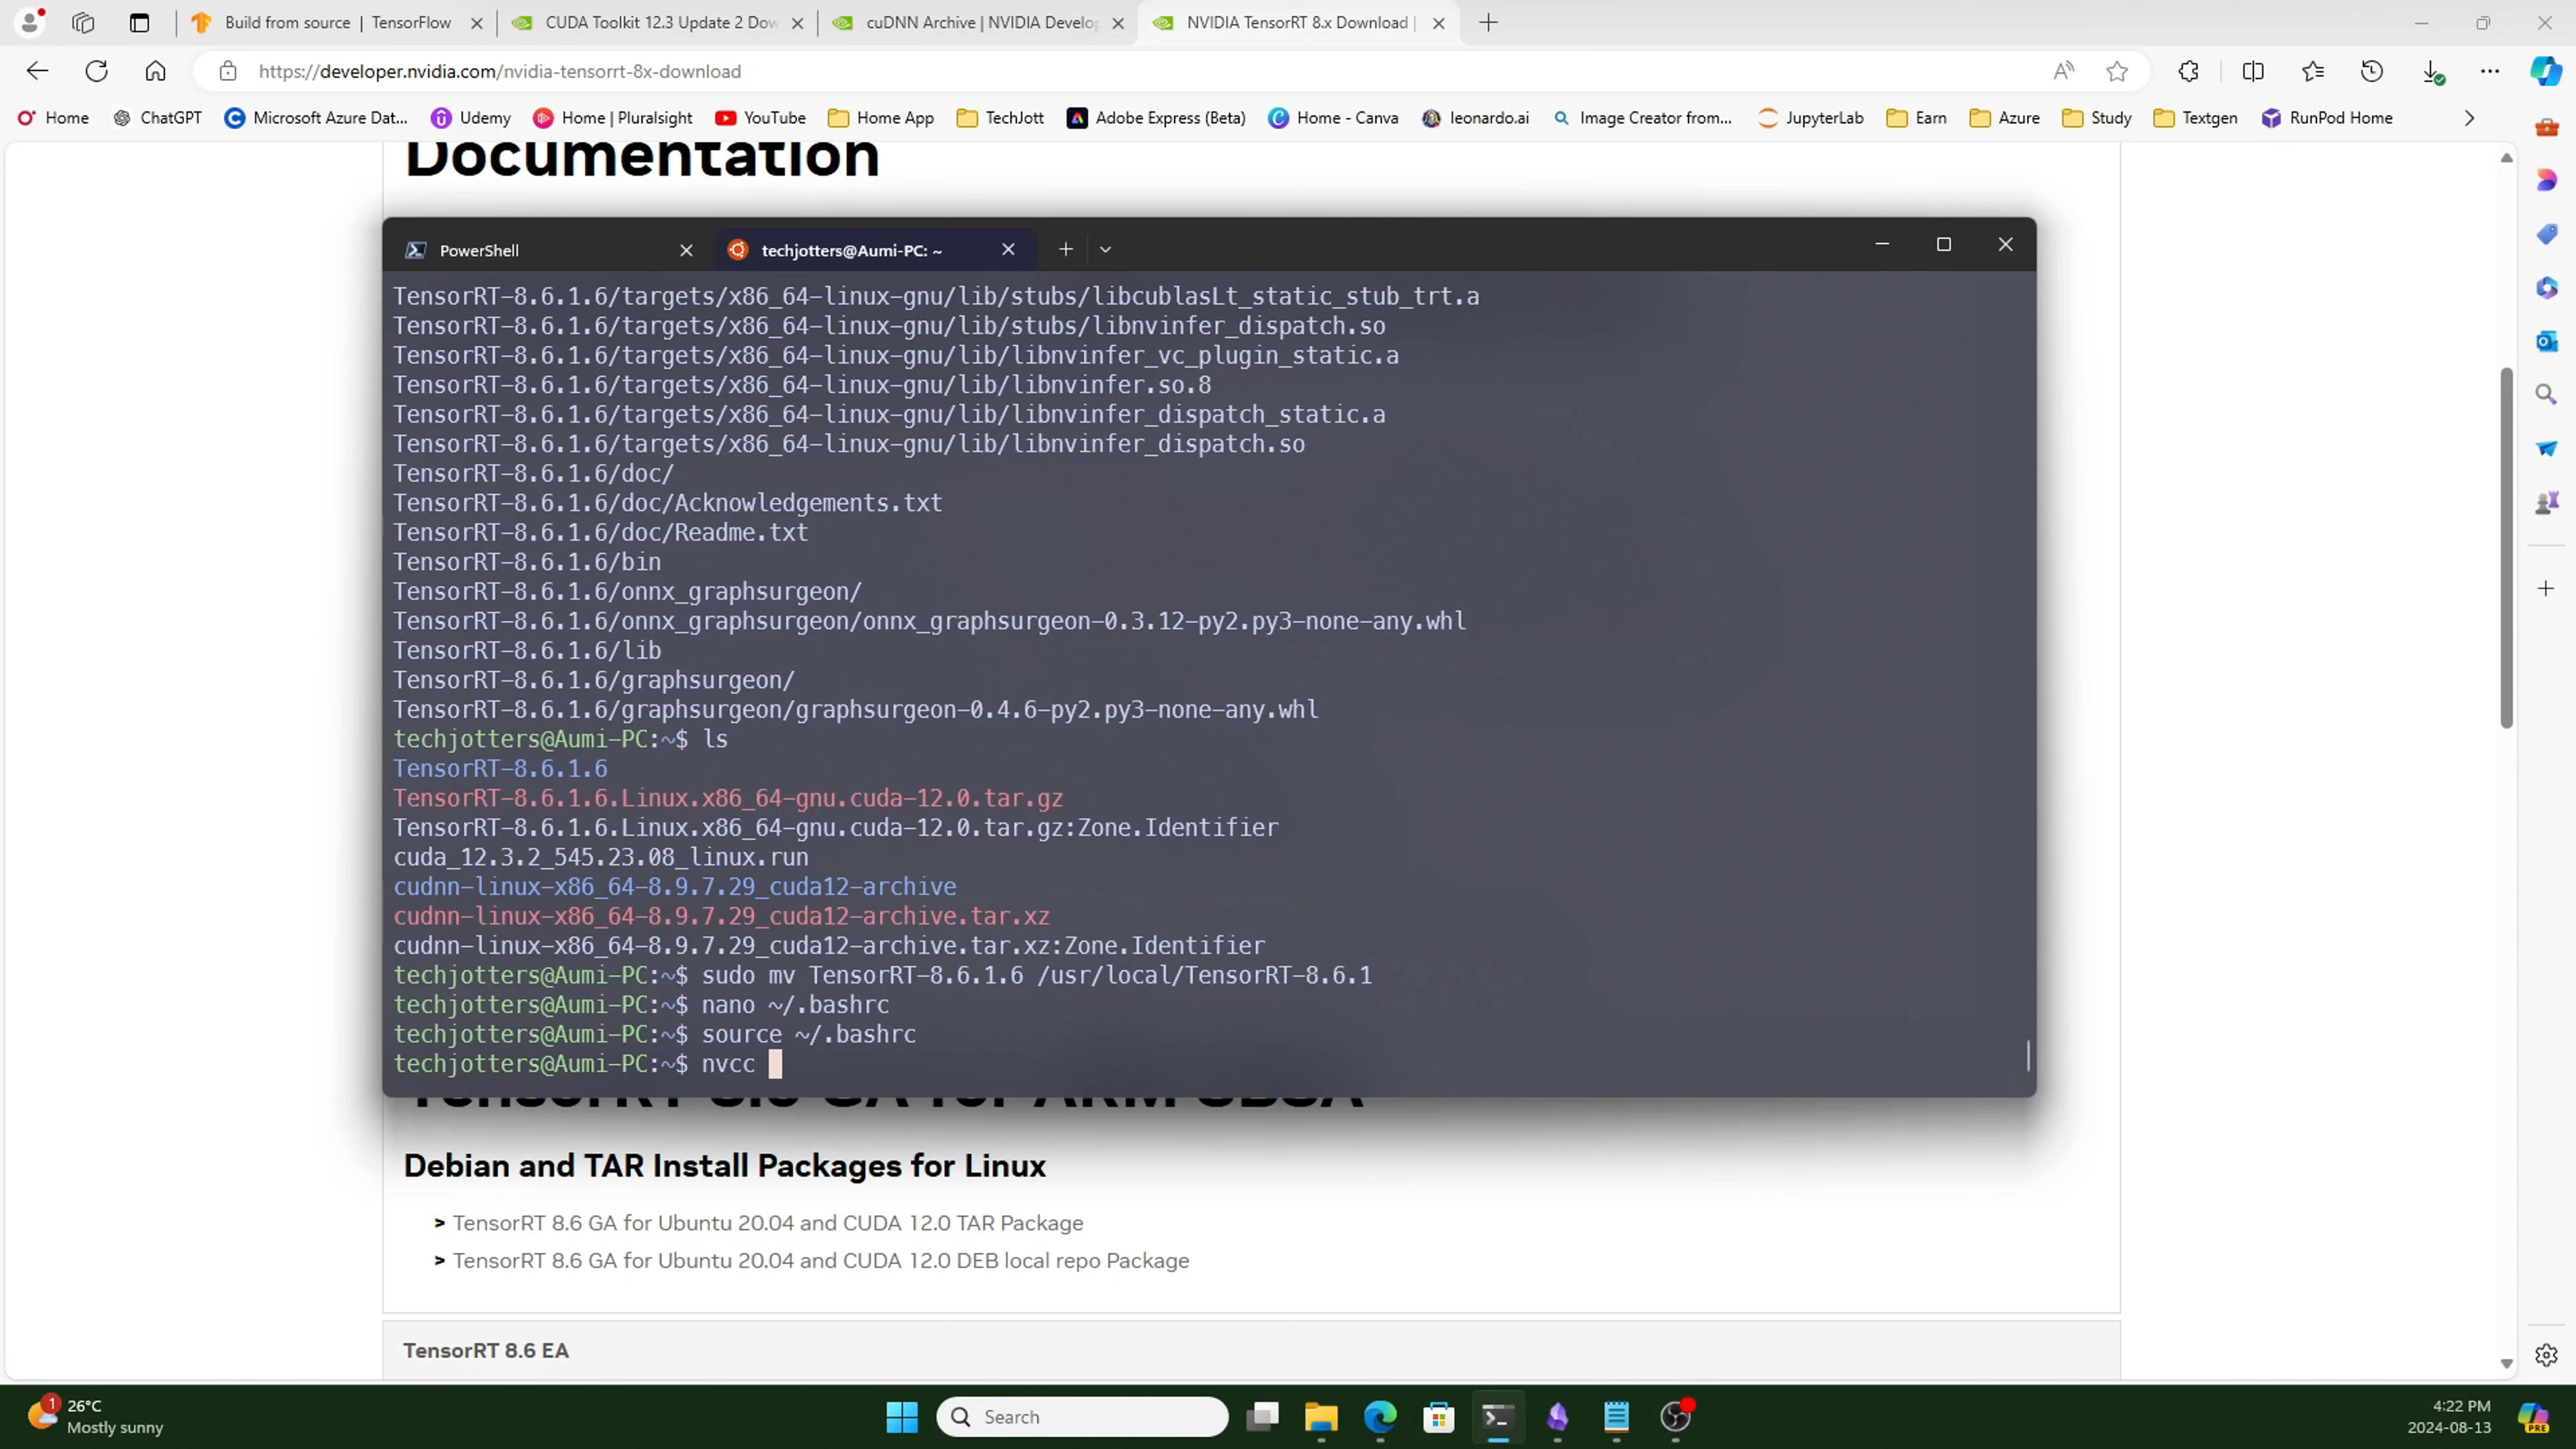 Build from source | TensorFlow
CUDA Toolkit 12.3 Update 2 Dow
cuDNN Archive | NVIDIA Develop
NVIDIA TensorRT 8.x Download |
https://developer.nvidia.com/nvidia-tensorrt-8x-download
Home
ChatGPT
Microsoft Azure Dat...
Udemy
Home | Pluralsight
YouTube
Home App
TechJott
Adobe Express (Beta)
Home - Canva
leonardo.ai
Image Creator from...
JupyterLab
Earn
Azure
Study
Textgen
RunPod Home
Documentation
PowerShell
techjotters@Aumi-PC: ~
TensorRT-8.6.1.6/targets/x86_64-linux-gnu/lib/stubs/libcublasLt_static_stub_trt.a
TensorRT-8.6.1.6/targets/x86_64-linux-gnu/lib/stubs/libnvinfer_dispatch.so
TensorRT-8.6.1.6/targets/x86_64-linux-gnu/lib/libnvinfer_vc_plugin_static.a
TensorRT-8.6.1.6/targets/x86_64-linux-gnu/lib/libnvinfer.so.8
TensorRT-8.6.1.6/targets/x86_64-linux-gnu/lib/libnvinfer_dispatch_static.a
TensorRT-8.6.1.6/targets/x86_64-linux-gnu/lib/libnvinfer_dispatch.so
TensorRT-8.6.1.6/doc/
TensorRT-8.6.1.6/doc/Acknowledgements.txt
TensorRT-8.6.1.6/doc/Readme.txt
TensorRT-8.6.1.6/bin
TensorRT-8.6.1.6/onnx_graphsurgeon/
TensorRT-8.6.1.6/onnx_graphsurgeon/onnx_graphsurgeon-0.3.12-py2.py3-none-any.whl
TensorRT-8.6.1.6/lib
TensorRT-8.6.1.6/graphsurgeon/
TensorRT-8.6.1.6/graphsurgeon/graphsurgeon-0.4.6-py2.py3-none-any.whl
techjotters@Aumi-PC:~$ ls
TensorRT-8.6.1.6
TensorRT-8.6.1.6.Linux.x86_64-gnu.cuda-12.0.tar.gz
TensorRT-8.6.1.6.Linux.x86_64-gnu.cuda-12.0.tar.gz:Zone.Identifier
cuda_12.3.2_545.23.08_linux.run
cudnn-linux-x86_64-8.9.7.29_cuda12-archive
cudnn-linux-x86_64-8.9.7.29_cuda12-archive.tar.xz
cudnn-linux-x86_64-8.9.7.29_cuda12-archive.tar.xz:Zone.Identifier
techjotters@Aumi-PC:~$ sudo mv TensorRT-8.6.1.6 /usr/local/TensorRT-8.6.1
techjotters@Aumi-PC:~$ nano ~/.bashrc
techjotters@Aumi-PC:~$ source ~/.bashrc
techjotters@Aumi-PC:~$ nvcc
TensorRT 8.6 GA for ARM SBSA
Debian and TAR Install Packages for Linux
> TensorRT 8.6 GA for Ubuntu 20.04 and CUDA 12.0 TAR Package
> TensorRT 8.6 GA for Ubuntu 20.04 and CUDA 12.0 DEB local repo Package
TensorRT 8.6 EA
1
26°C
Mostly sunny
Search
4:22 PM
2024-08-13
PRE